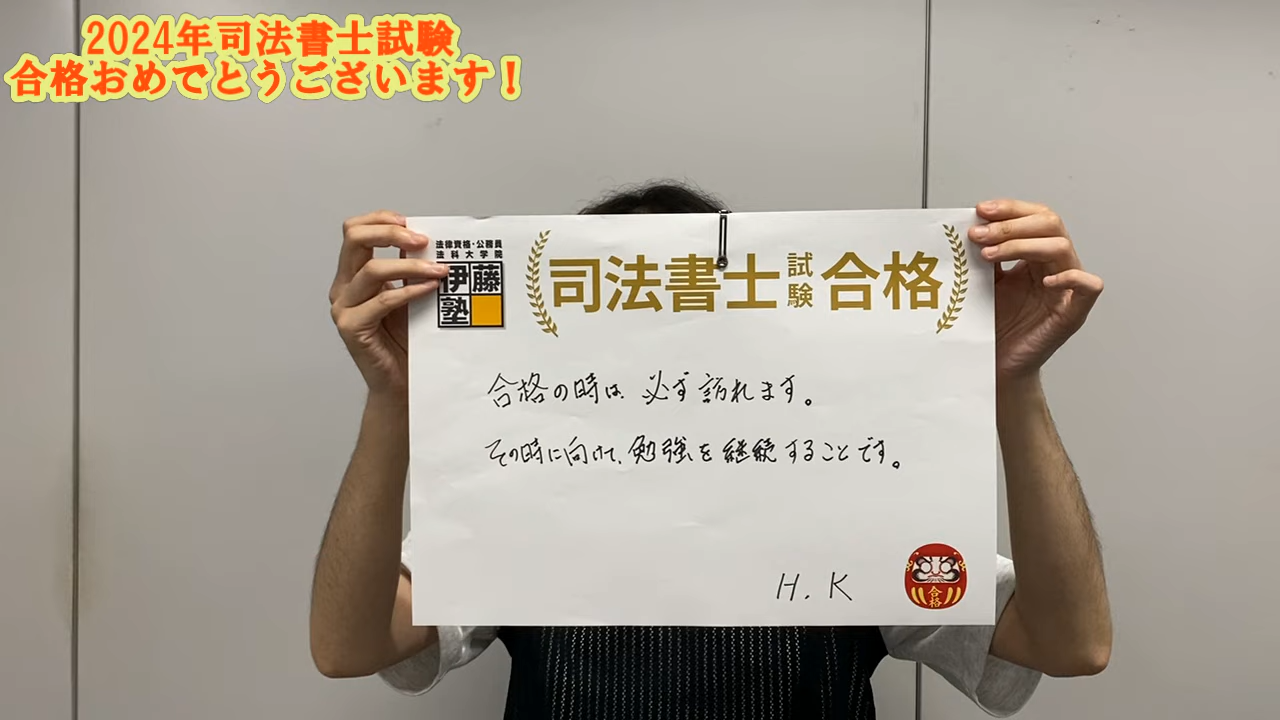 2024年司法書士試験
合格おめでとうございます！
法律資格・公務員
法科大学院
伊藤
塾
司法書士試験合格
合格の時は必ず訪れます。
その時に向けて、勉強を継続することです。
H.K
合格